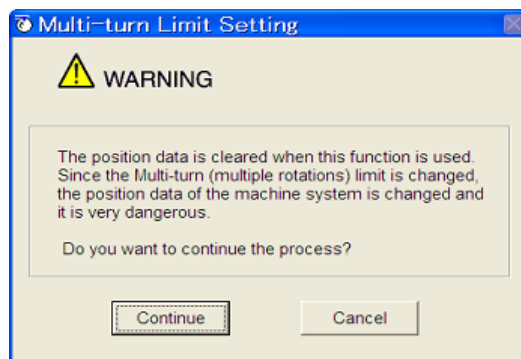 Multi-turn Limit Setting
WARNING
The position data is cleared when this function is used.
Since the Multi-turn (multiple rotations) limit is changed,
the position data of the machine system is changed and
it is very dangerous.
Do you want to continue the process?
Continue Cancel